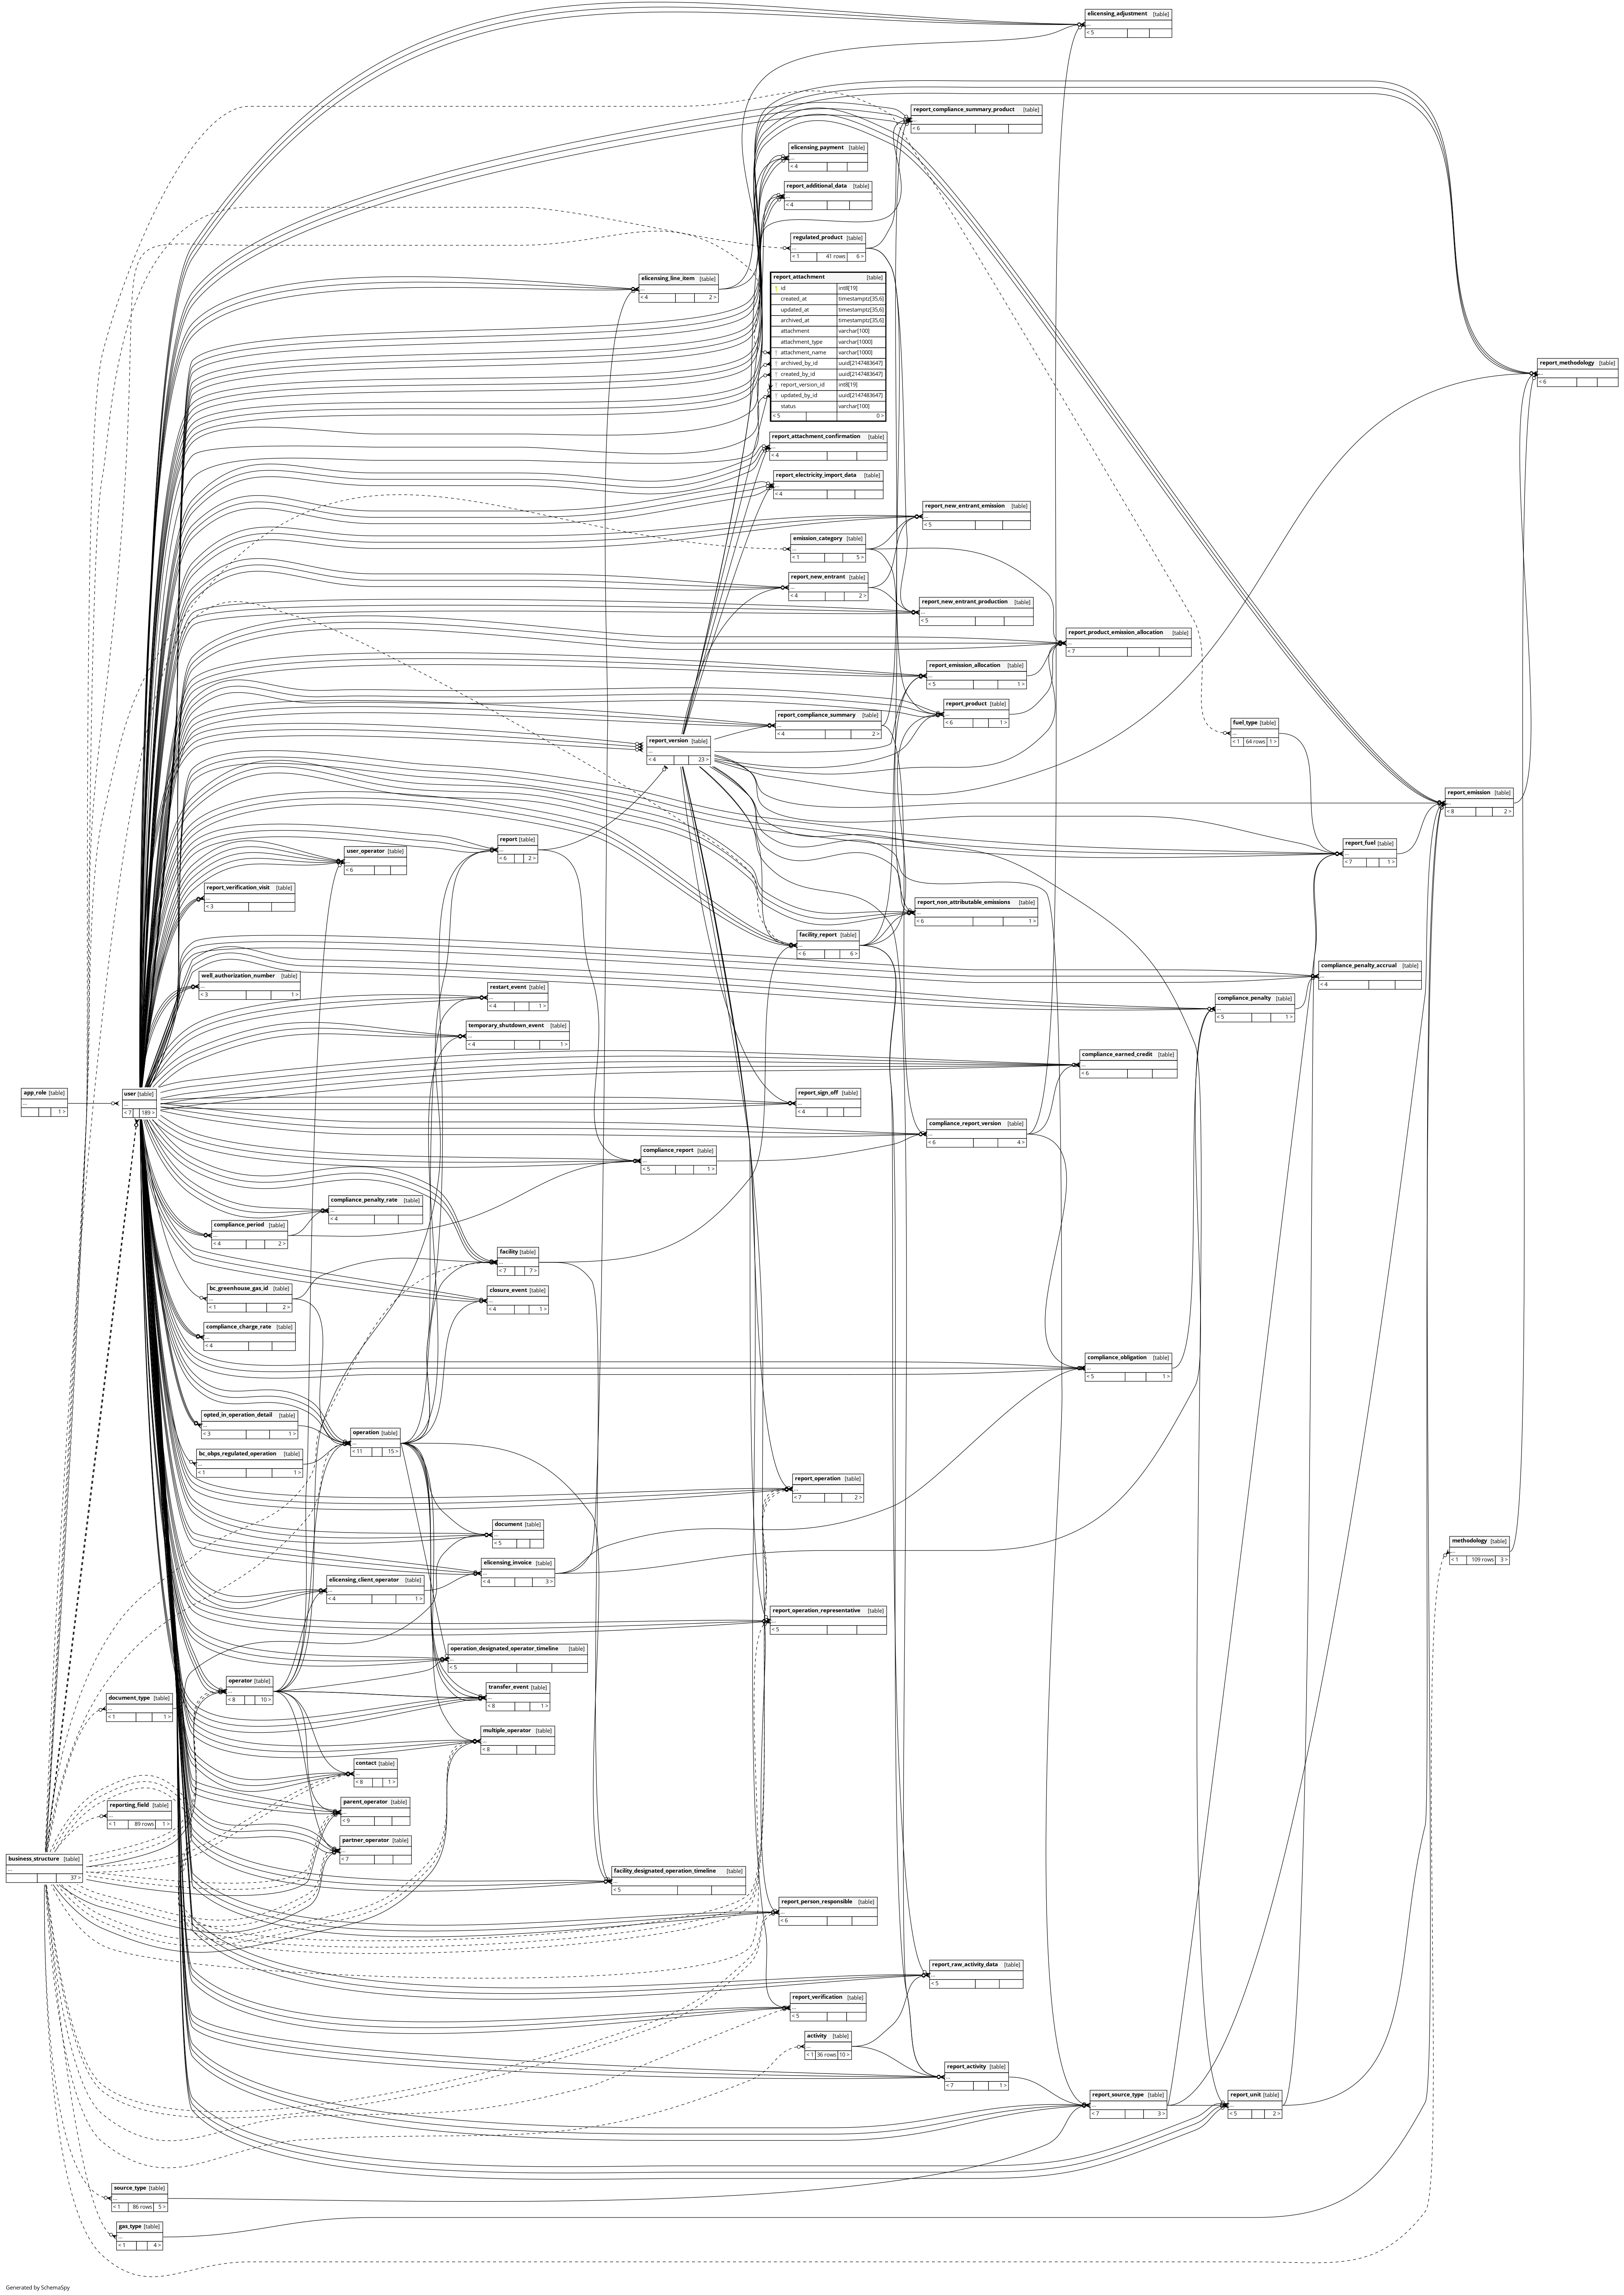 elicensing_adjustment [table]
...
< 5
report_compliance_summary_product [table]
...
< 6
elicensing_payment [table]
...
< 4
report_additional_data [table]
...
< 4
regulated_product [table]
...
< 1 41 rows 6 >
elicensing_line_item [table]
...
< 4 2 >
report_attachment [table]
id int8[19]
created_at timestamptz[35,6]
updated_at timestamptz[35,6]
archived_at timestamptz[35,6]
attachment varchar[100]
attachment_type varchar[1000]
attachment_name varchar[1000]
archived_by_id uuid[2147483647]
created_by_id uuid[2147483647]
report_version_id int8[19]
updated_by_id uuid[2147483647]
status varchar[100]
< 5 0 >
report_methodology [table]
...
< 6
report_attachment_confirmation [table]
...
< 4
report_electricity_import_data [table]
...
< 4
report_new_entrant_emission [table]
...
< 5
emission_category [table]
...
< 1 5 >
report_new_entrant [table]
...
< 4 2 >
report_new_entrant_production [table]
...
< 5
report_product_emission_allocation [table]
...
< 7
report_emission_allocation [table]
...
< 5 1 >
report_product [table]
...
< 6 1 >
report_compliance_summary [table]
...
< 4 2 >
fuel_type [table]
...
< 1 64 rows 1 >
report_version [table]
...
< 4 23 >
report_emission [table]
...
< 8 2 >
report [table]
...
< 6 2 >
report_fuel [table]
...
< 7 1 >
user_operator [table]
...
< 6
report_verification_visit [table]
...
< 3
report_non_attributable_emissions [table]
...
< 6 1 >
facility_report [table]
...
< 6 6 >
compliance_penalty_accrual [table]
...
< 4
well_authorization_number [table]
...
< 3 1 >
restart_event [table]
...
< 4 1 >
compliance_penalty [table]
...
< 5 1 >
temporary_shutdown_event [table]
...
< 4 1 >
compliance_earned_credit [table]
...
< 6
app_role [table]
...
1 >
user [table]
...
< 7 189 >
report_sign_off [table]
...
< 4
compliance_report_version [table]
...
< 6 4 >
compliance_report [table]
...
< 5 1 >
compliance_penalty_rate [table]
...
< 4
compliance_period [table]
...
< 4 2 >
facility [table]
...
< 7 7 >
bc_greenhouse_gas_id [table]
...
< 1 2 >
closure_event [table]
...
< 4 1 >
compliance_charge_rate [table]
...
< 4
compliance_obligation [table]
...
< 5 1 >
opted_in_operation_detail [table]
...
< 3 1 >
operation [table]
...
< 11 15 >
bc_obps_regulated_operation [table]
...
< 1 1 >
report_operation [table]
...
< 7 2 >
document [table]
...
< 5
methodology [table]
...
< 1 109 rows 3 >
elicensing_invoice [table]
...
< 4 3 >
elicensing_client_operator [table]
...
< 4 1 >
report_operation_representative [table]
...
< 5
operation_designated_operator_timeline [table]
...
< 5
operator [table]
...
< 8 10 >
transfer_event [table]
...
< 8 1 >
document_type [table]
...
< 1 1 >
multiple_operator [table]
...
< 8
contact [table]
...
< 8 1 >
reporting_field [table]
...
< 1 89 rows 1 >
parent_operator [table]
...
< 9
partner_operator [table]
...
< 7
business_structure [table]
...
37 >
facility_designated_operation_timeline [table]
...
< 5
report_person_responsible [table]
...
< 6
report_raw_activity_data [table]
...
< 5
report_verification [table]
...
< 5
activity [table]
...
< 1 36 rows 10 >
report_activity [table]
...
< 7 1 >
report_source_type [table]
...
< 7 3 >
report_unit [table]
...
< 5 2 >
source_type [table]
...
< 1 86 rows 5 >
gas_type [table]
...
< 1 4 >
Generated by SchemaSpy